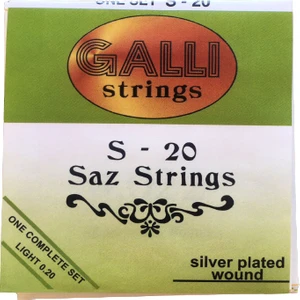 ONE SET S - 20
GALLI
strings
S - 20
Saz Strings
ONE COMPLETE SET
LIGHT 0.20
silver plated
wound